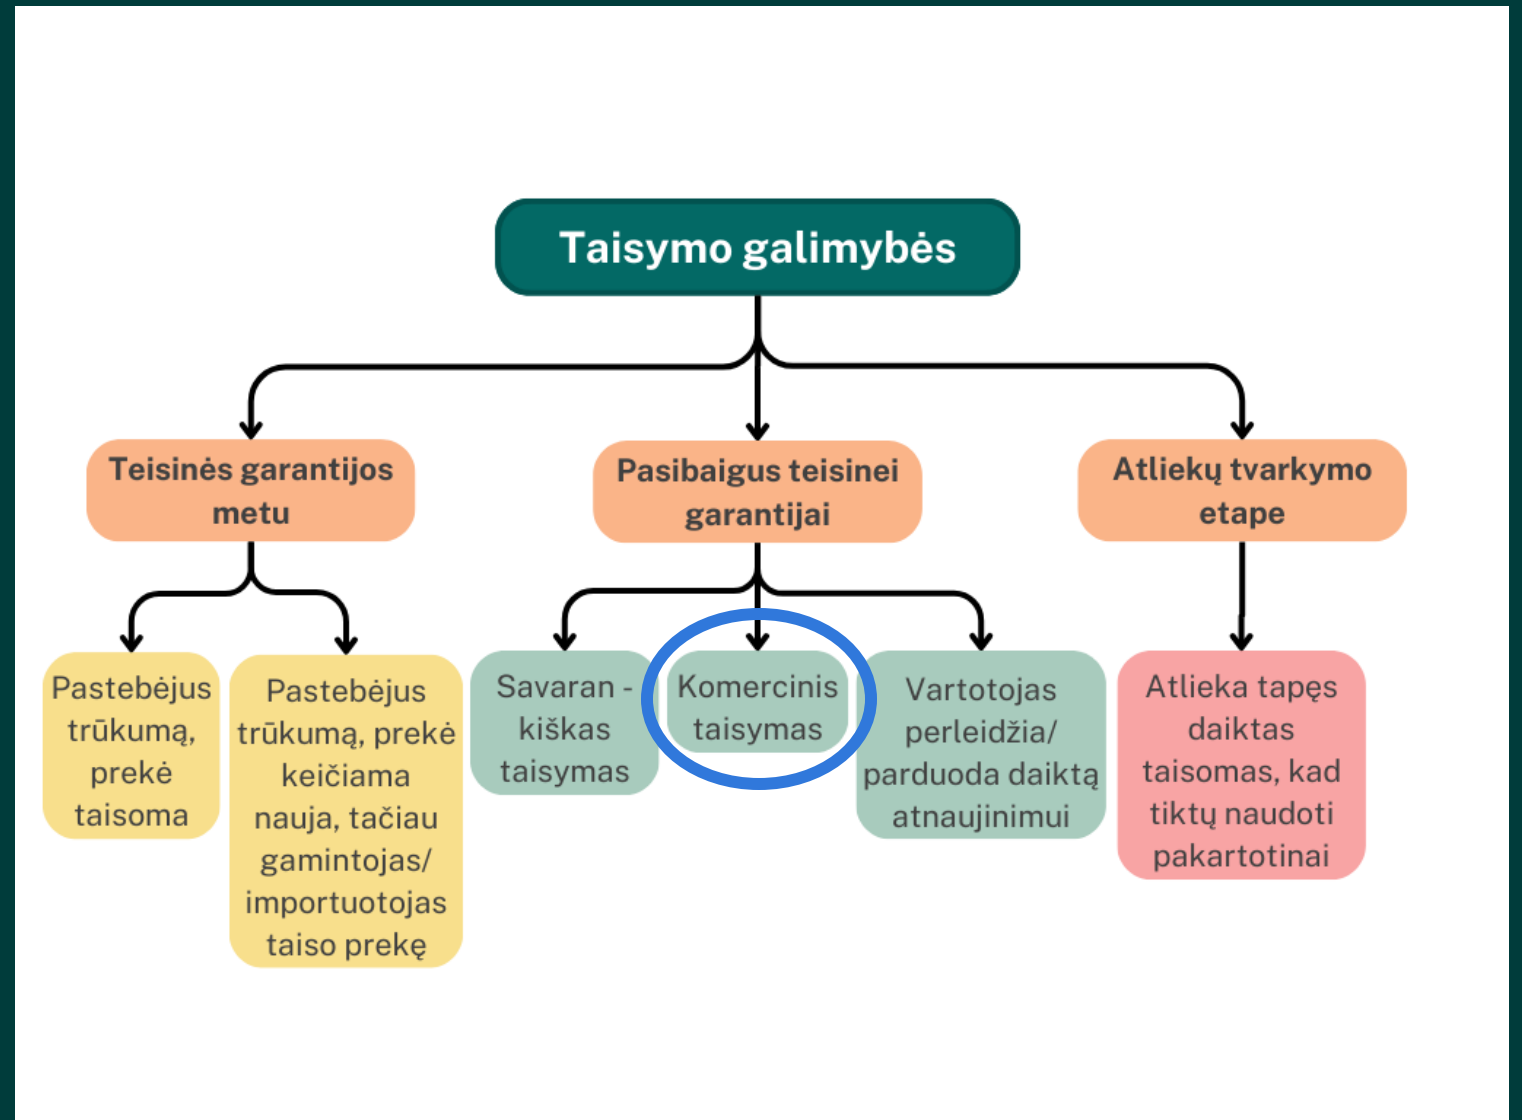 Taisymo galimybės
Teisinės garantijos
metu
Pasibaigus teisinei
garantijai
Atliekų tvarkymo
etape
Pastebėjus
trūkumą,
prekė
taisoma
Pastebėjus
trūkumą, prekė
keičiama
nauja, tačiau
gamintojas/
importuotojas
taiso prekę
Savaran -
kiškas
taisymas
Komercinis
taisymas
Vartotojas
perleidžia/
parduoda daiktą
atnaujinimui
Atlieka tapęs
daiktas
taisomas, kad
tiktų naudoti
pakartotinai